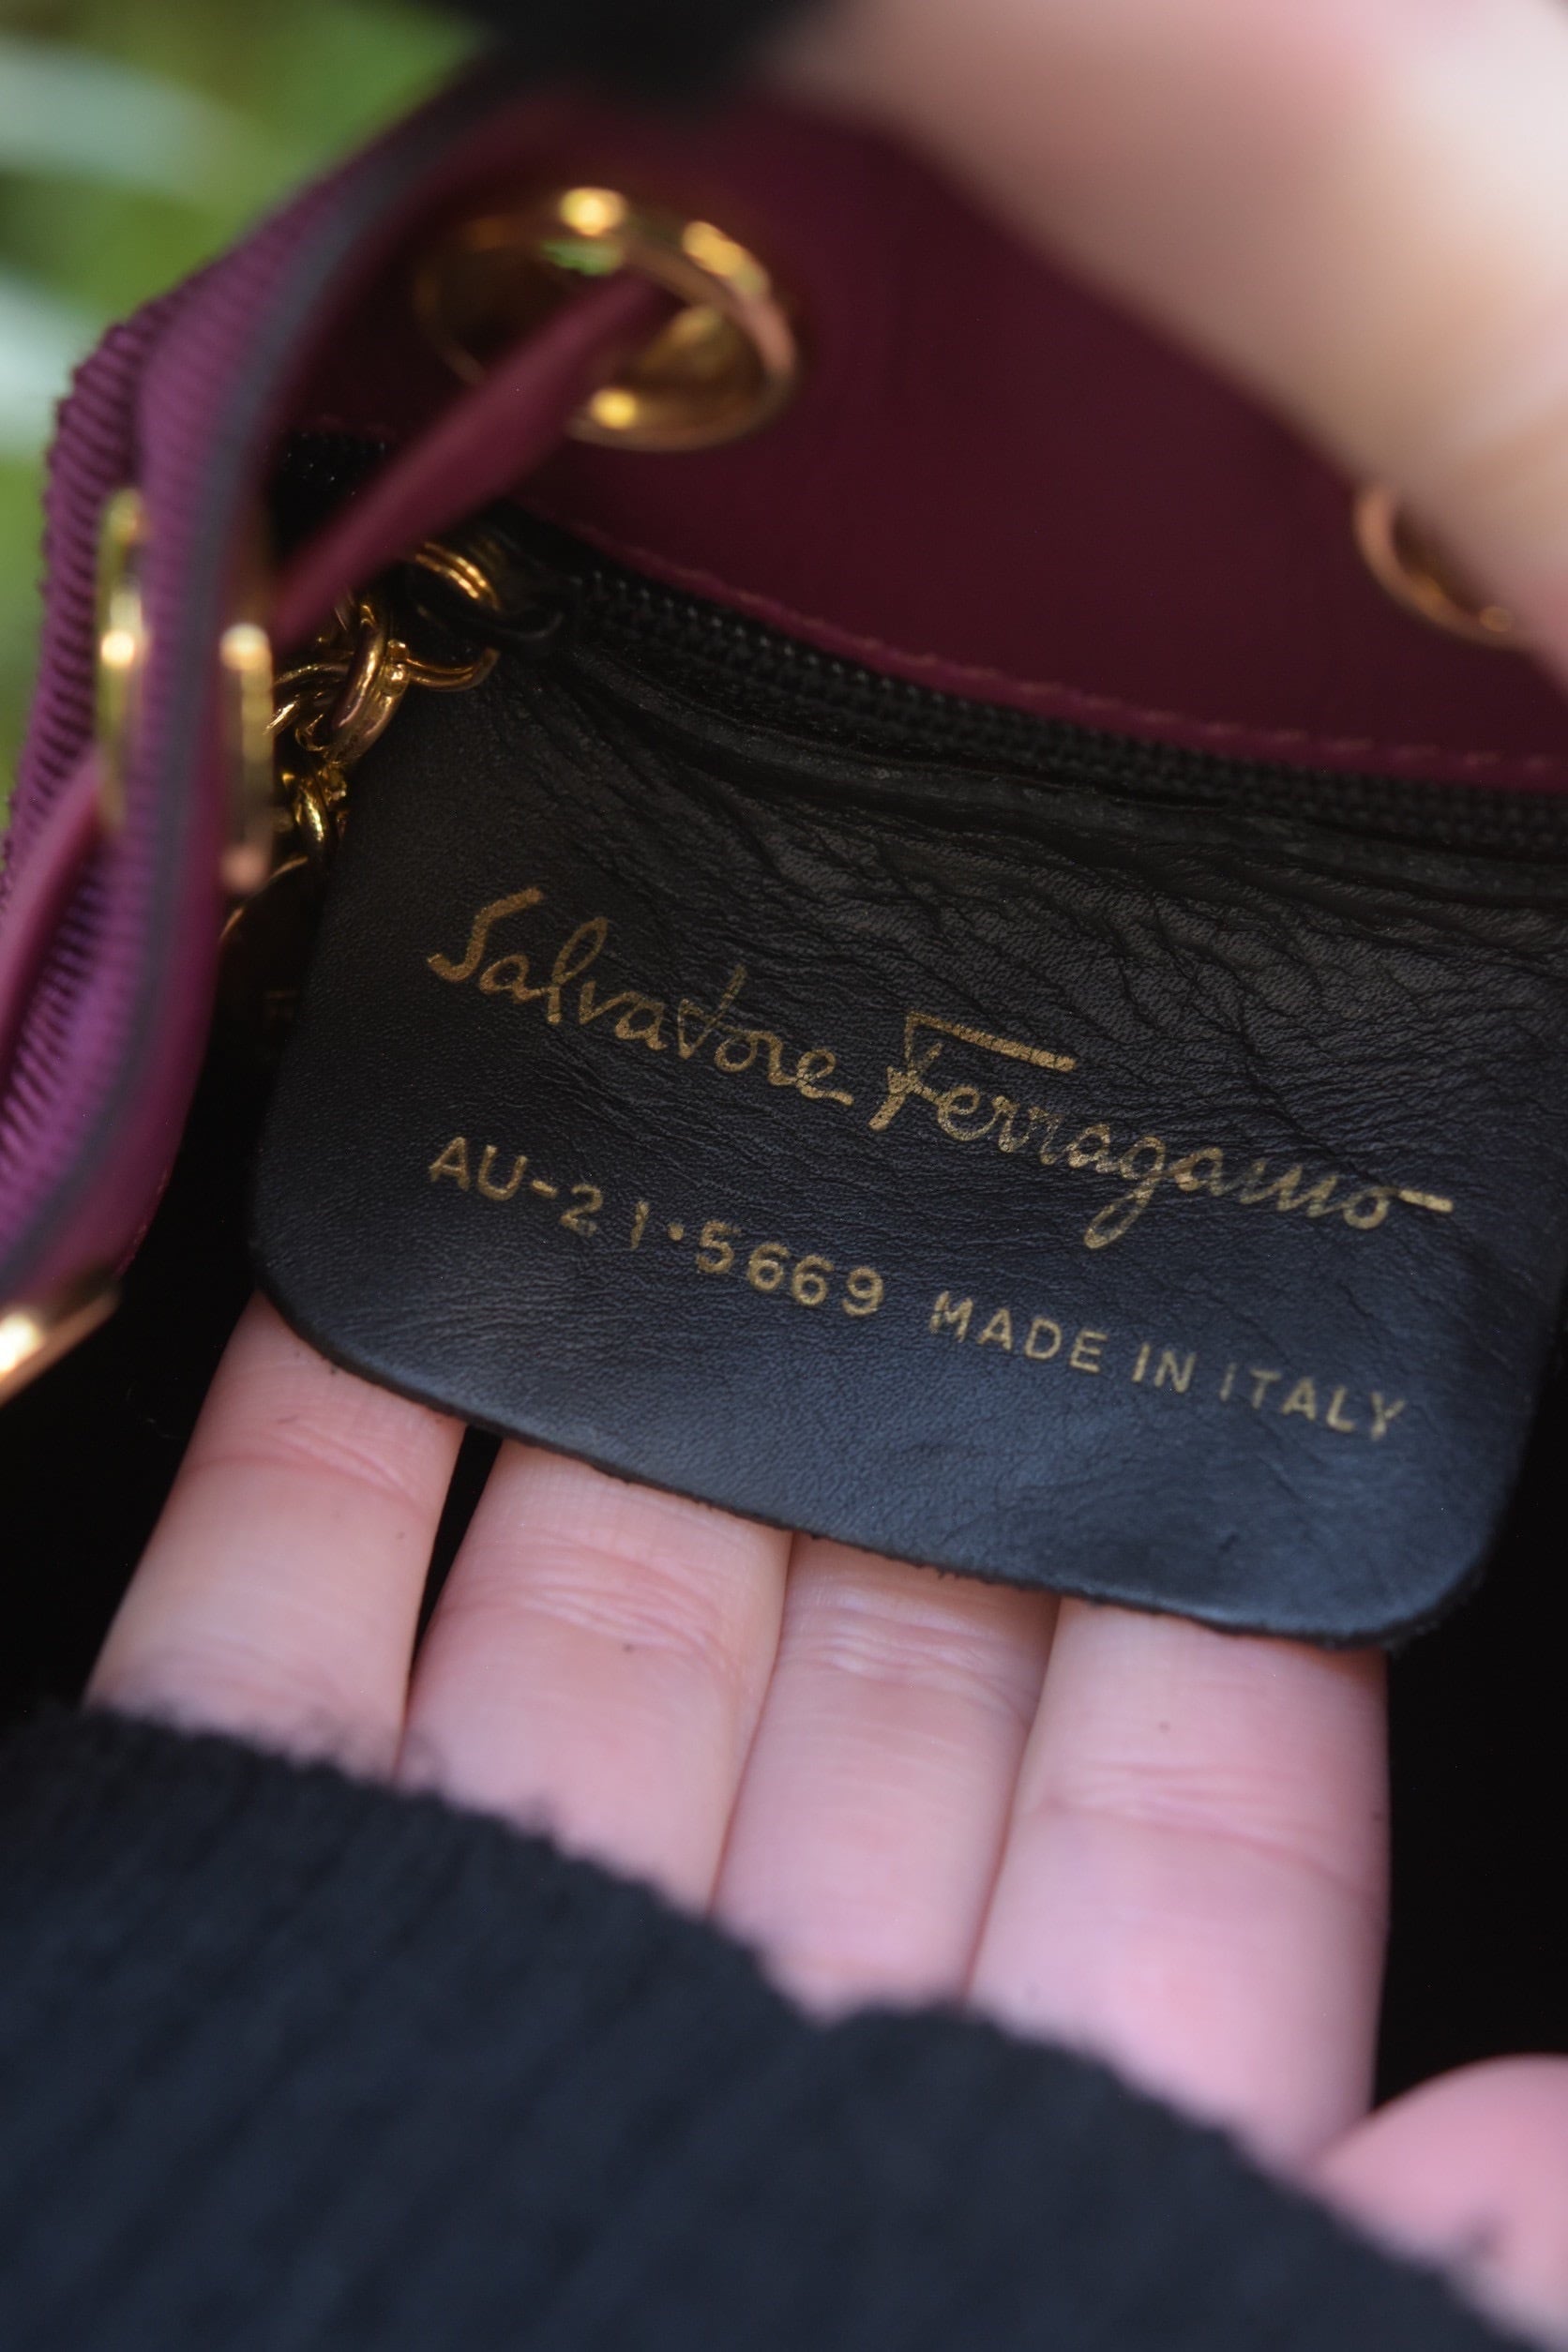 Salvatore Ferragamo
AU-21·5669 MADE IN ITALY